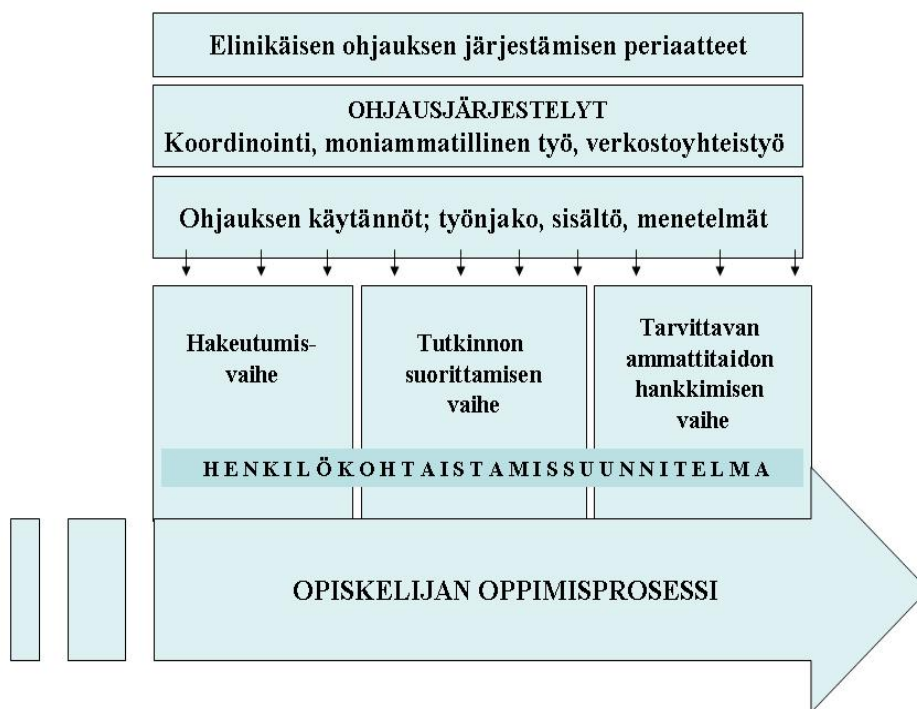 Elinikäisen ohjauksen järjestämisen periaatteet
OHJAUSJÄRJESTELYT
Koordinointi, moniammatillinen työ, verkostoyhteistyö
Ohjauksen käytännöt; työnjako, sisältö, menetelmät
Hakeutumis-
vaihe
Tutkinnon
suorittamisen
vaihe
Tarvittavan
ammattitaidon
hankkimisen
vaihe
HENKILÖKOHTAISTAMISSUUNNITELMA
OPISKELIJAN OPPIMISPROSESSI